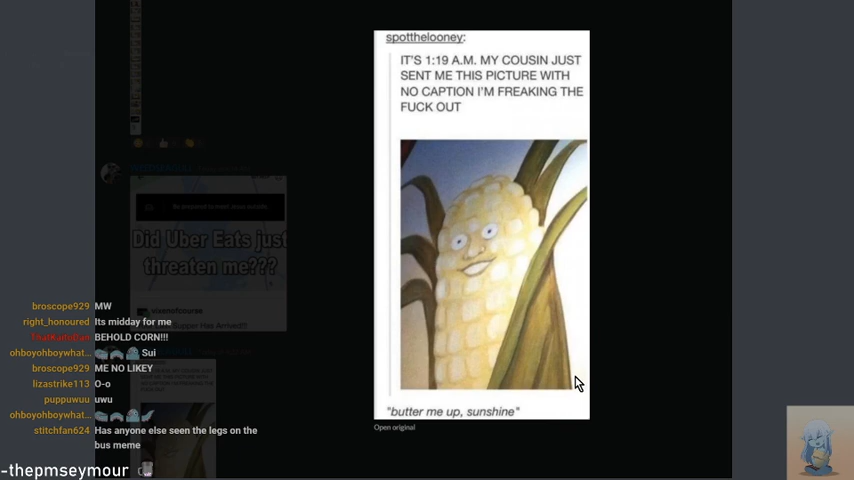 spotthelooney:
IT'S 1:19 A.M. MY COUSIN JUST
SENT ME THIS PICTURE WITH
NO CAPTION I'M FREAKING THE
FUCK OUT
"butter me up, sunshine"
Open original
Did Uber Eats just
threaten me???
broscope929 MW
right_honoured Its midday for me
BEHOLD CORN!!!
ohboyohboywhat... Sui
broscope929 ME NO LIKEY
lizastrike113 O-o
puppuwuu uwu
ohboyohboywhat...
stitchfan624 Has anyone else seen the legs on the
bus meme
-thepmseymour